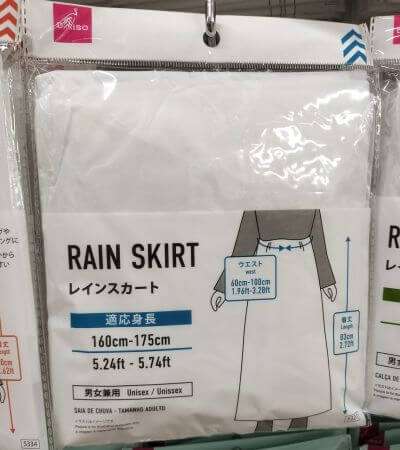 DAISO
RAIN SKIRT
レインスカート
適応身長
160cm-175cm
5.24ft - 5.74ft
男女兼用 Unisex / Unissex
SAIA DE CHUVA - TAMANHO ADULTO
ウエスト
west
60cm-100cm
1.96ft-3.28ft
着丈
Length
83cm
2.72ft
5334